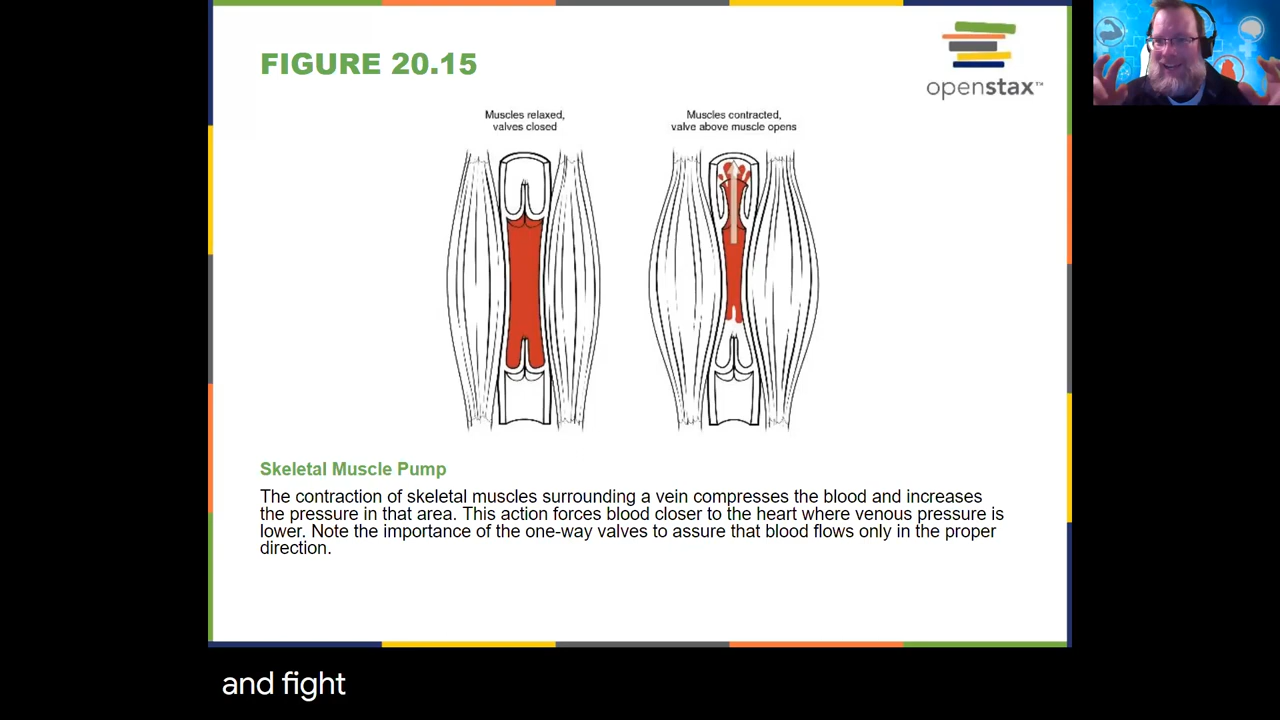 FIGURE 20.15
openstax™
Muscles relaxed,
valves closed
Muscles contracted,
valve above muscle opens
Skeletal Muscle Pump
The contraction of skeletal muscles surrounding a vein compresses the blood and increases
the pressure in that area. This action forces blood closer to the heart where venous pressure is
lower. Note the importance of the one-way valves to assure that blood flows only in the proper
direction.
and fight